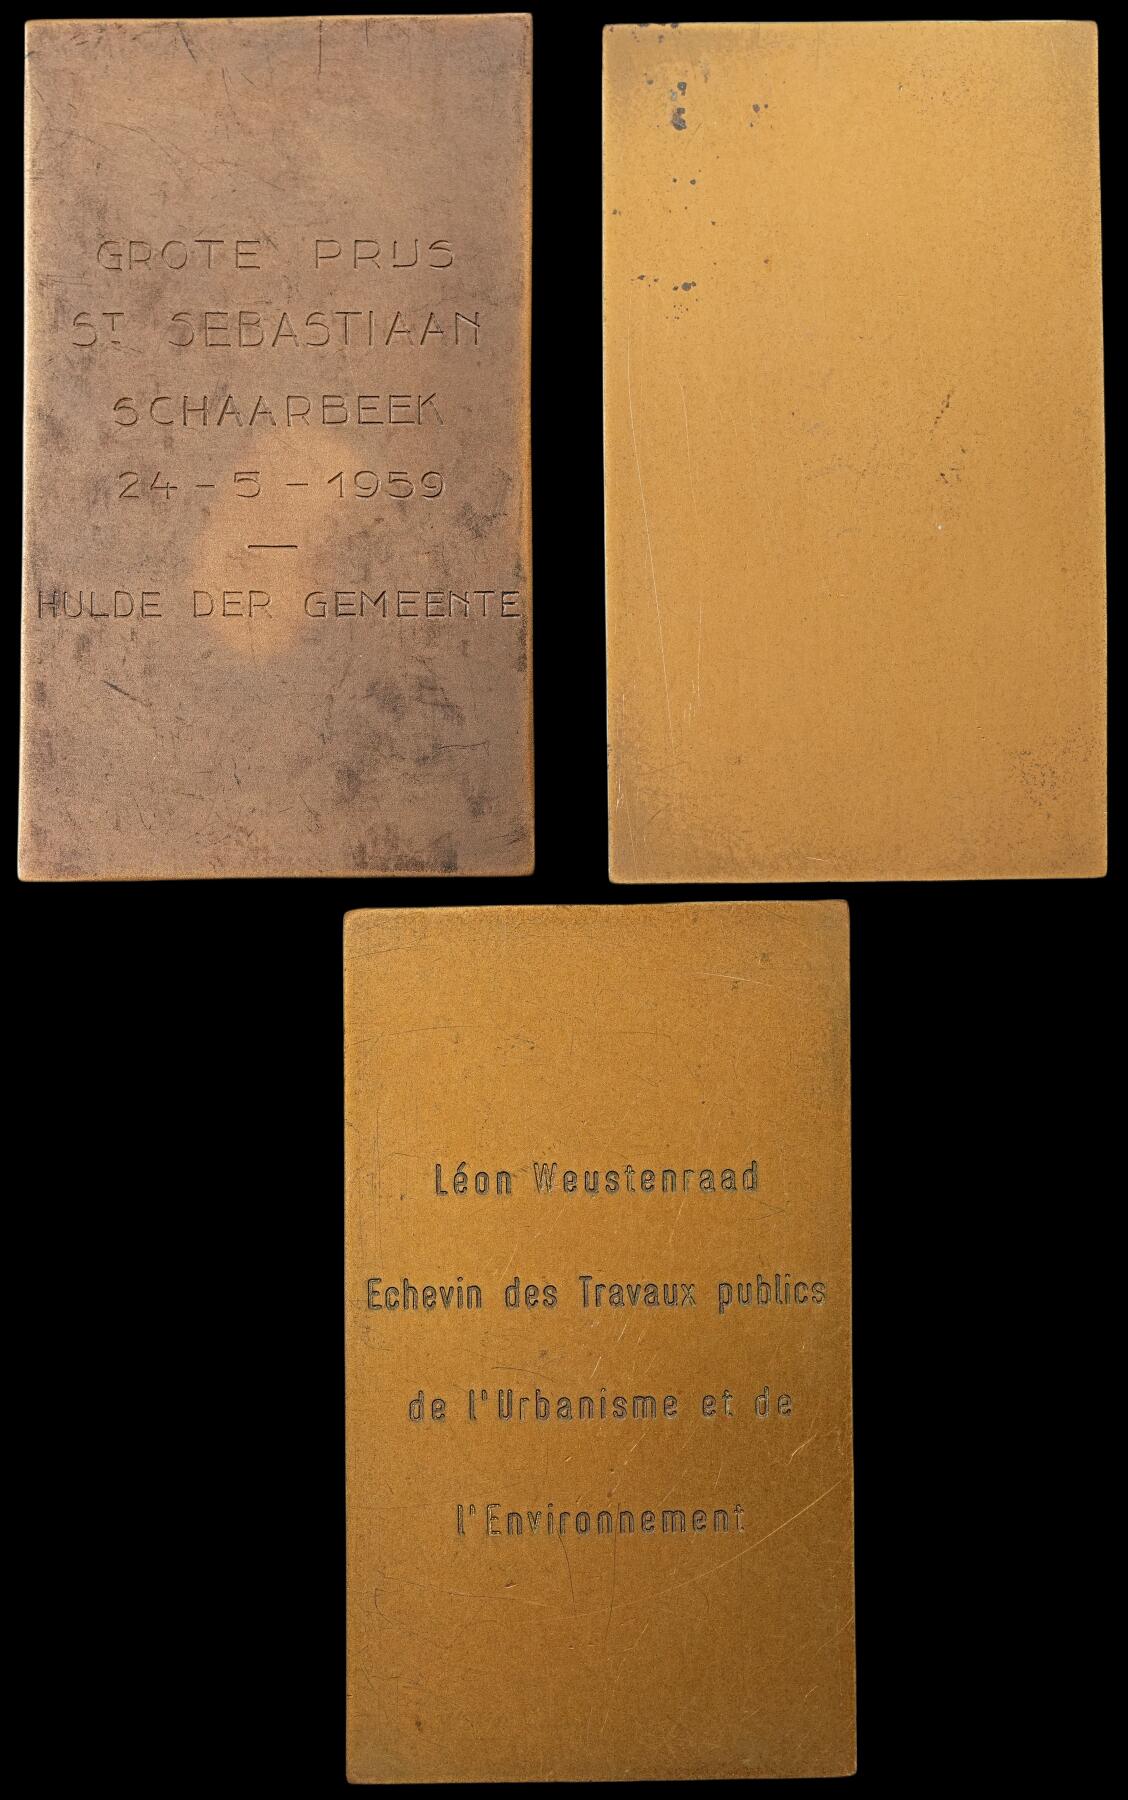 GROTE PRIJS
ST SEBASTIAAN
SCHAARBEEK
24 - 5 - 1959
—
HULDE DER GEMEENTE
Léon Weustenraad
Echevin des Travaux publics
de l'Urbanisme et de
l'Environnement